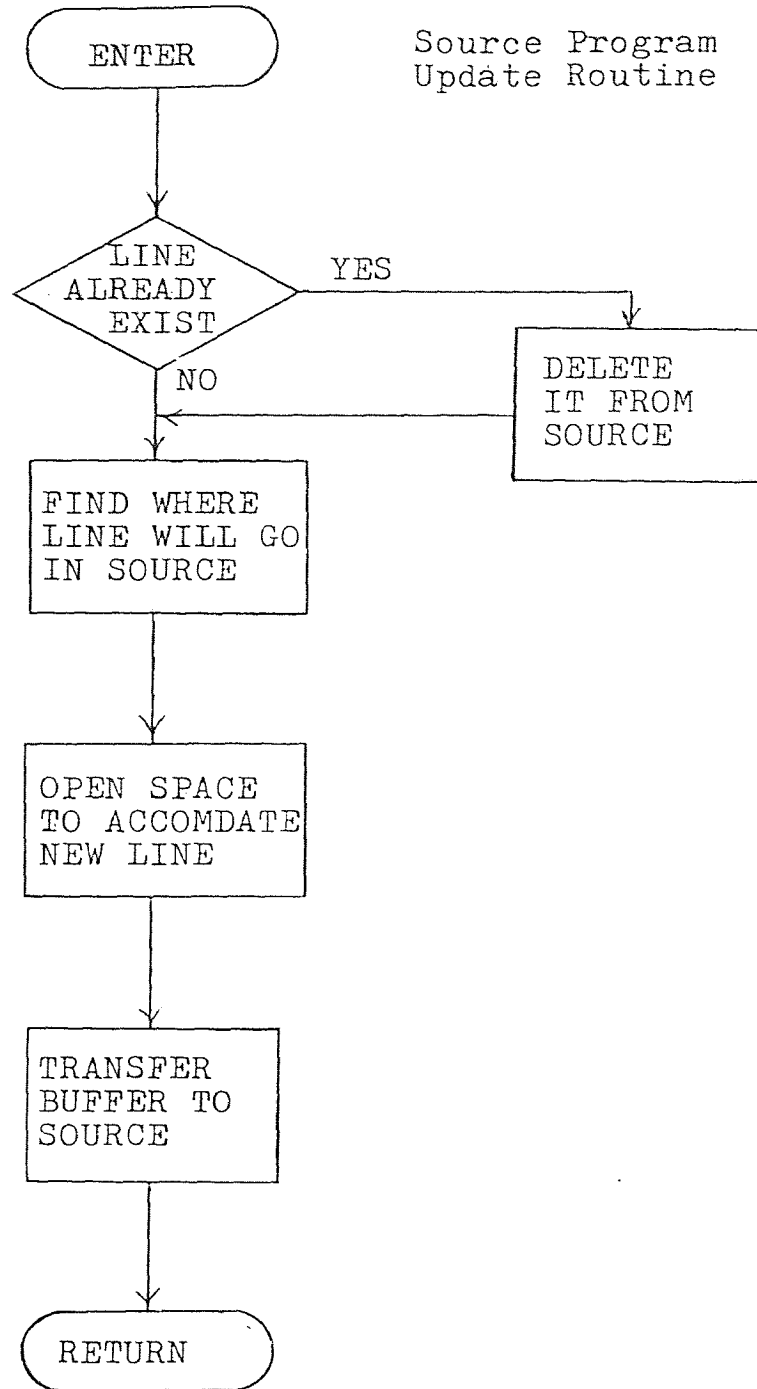 Source Program
Update Routine
ENTER
LINE
ALREADY
EXIST
YES
NO
DELETE
IT FROM
SOURCE
FIND WHERE
LINE WILL GO
IN SOURCE
OPEN SPACE
TO ACCOMDATE
NEW LINE
TRANSFER
BUFFER TO
SOURCE
RETURN